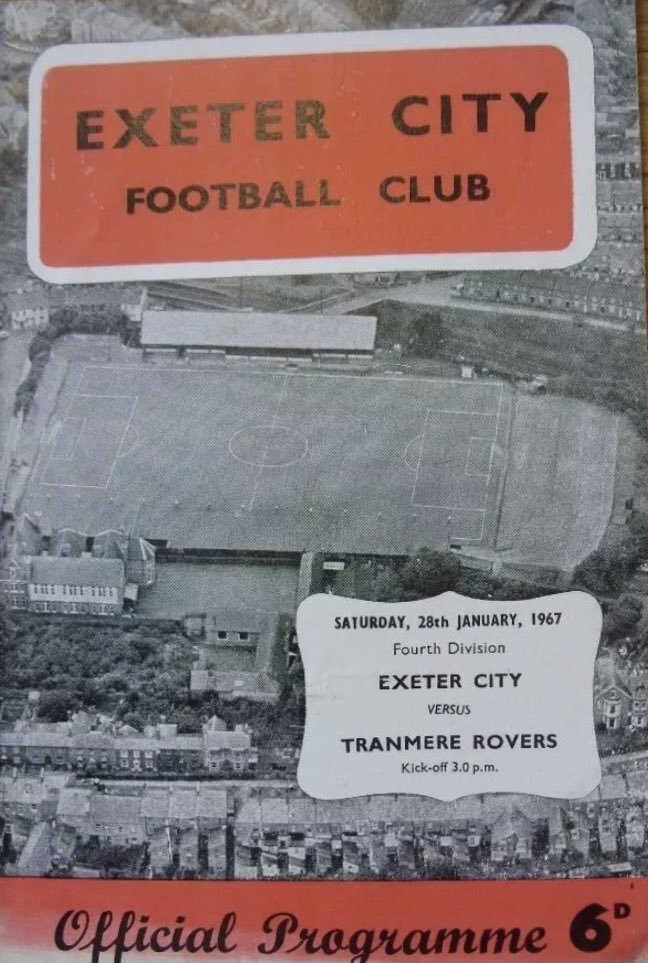 EXETER CITY
FOOTBALL CLUB
SATURDAY, 28th JANUARY, 1967
Fourth Division
EXETER CITY
VERSUS
TRANMERE ROVERS
Kick-off 3.0 p.m.
Official Programme 6D